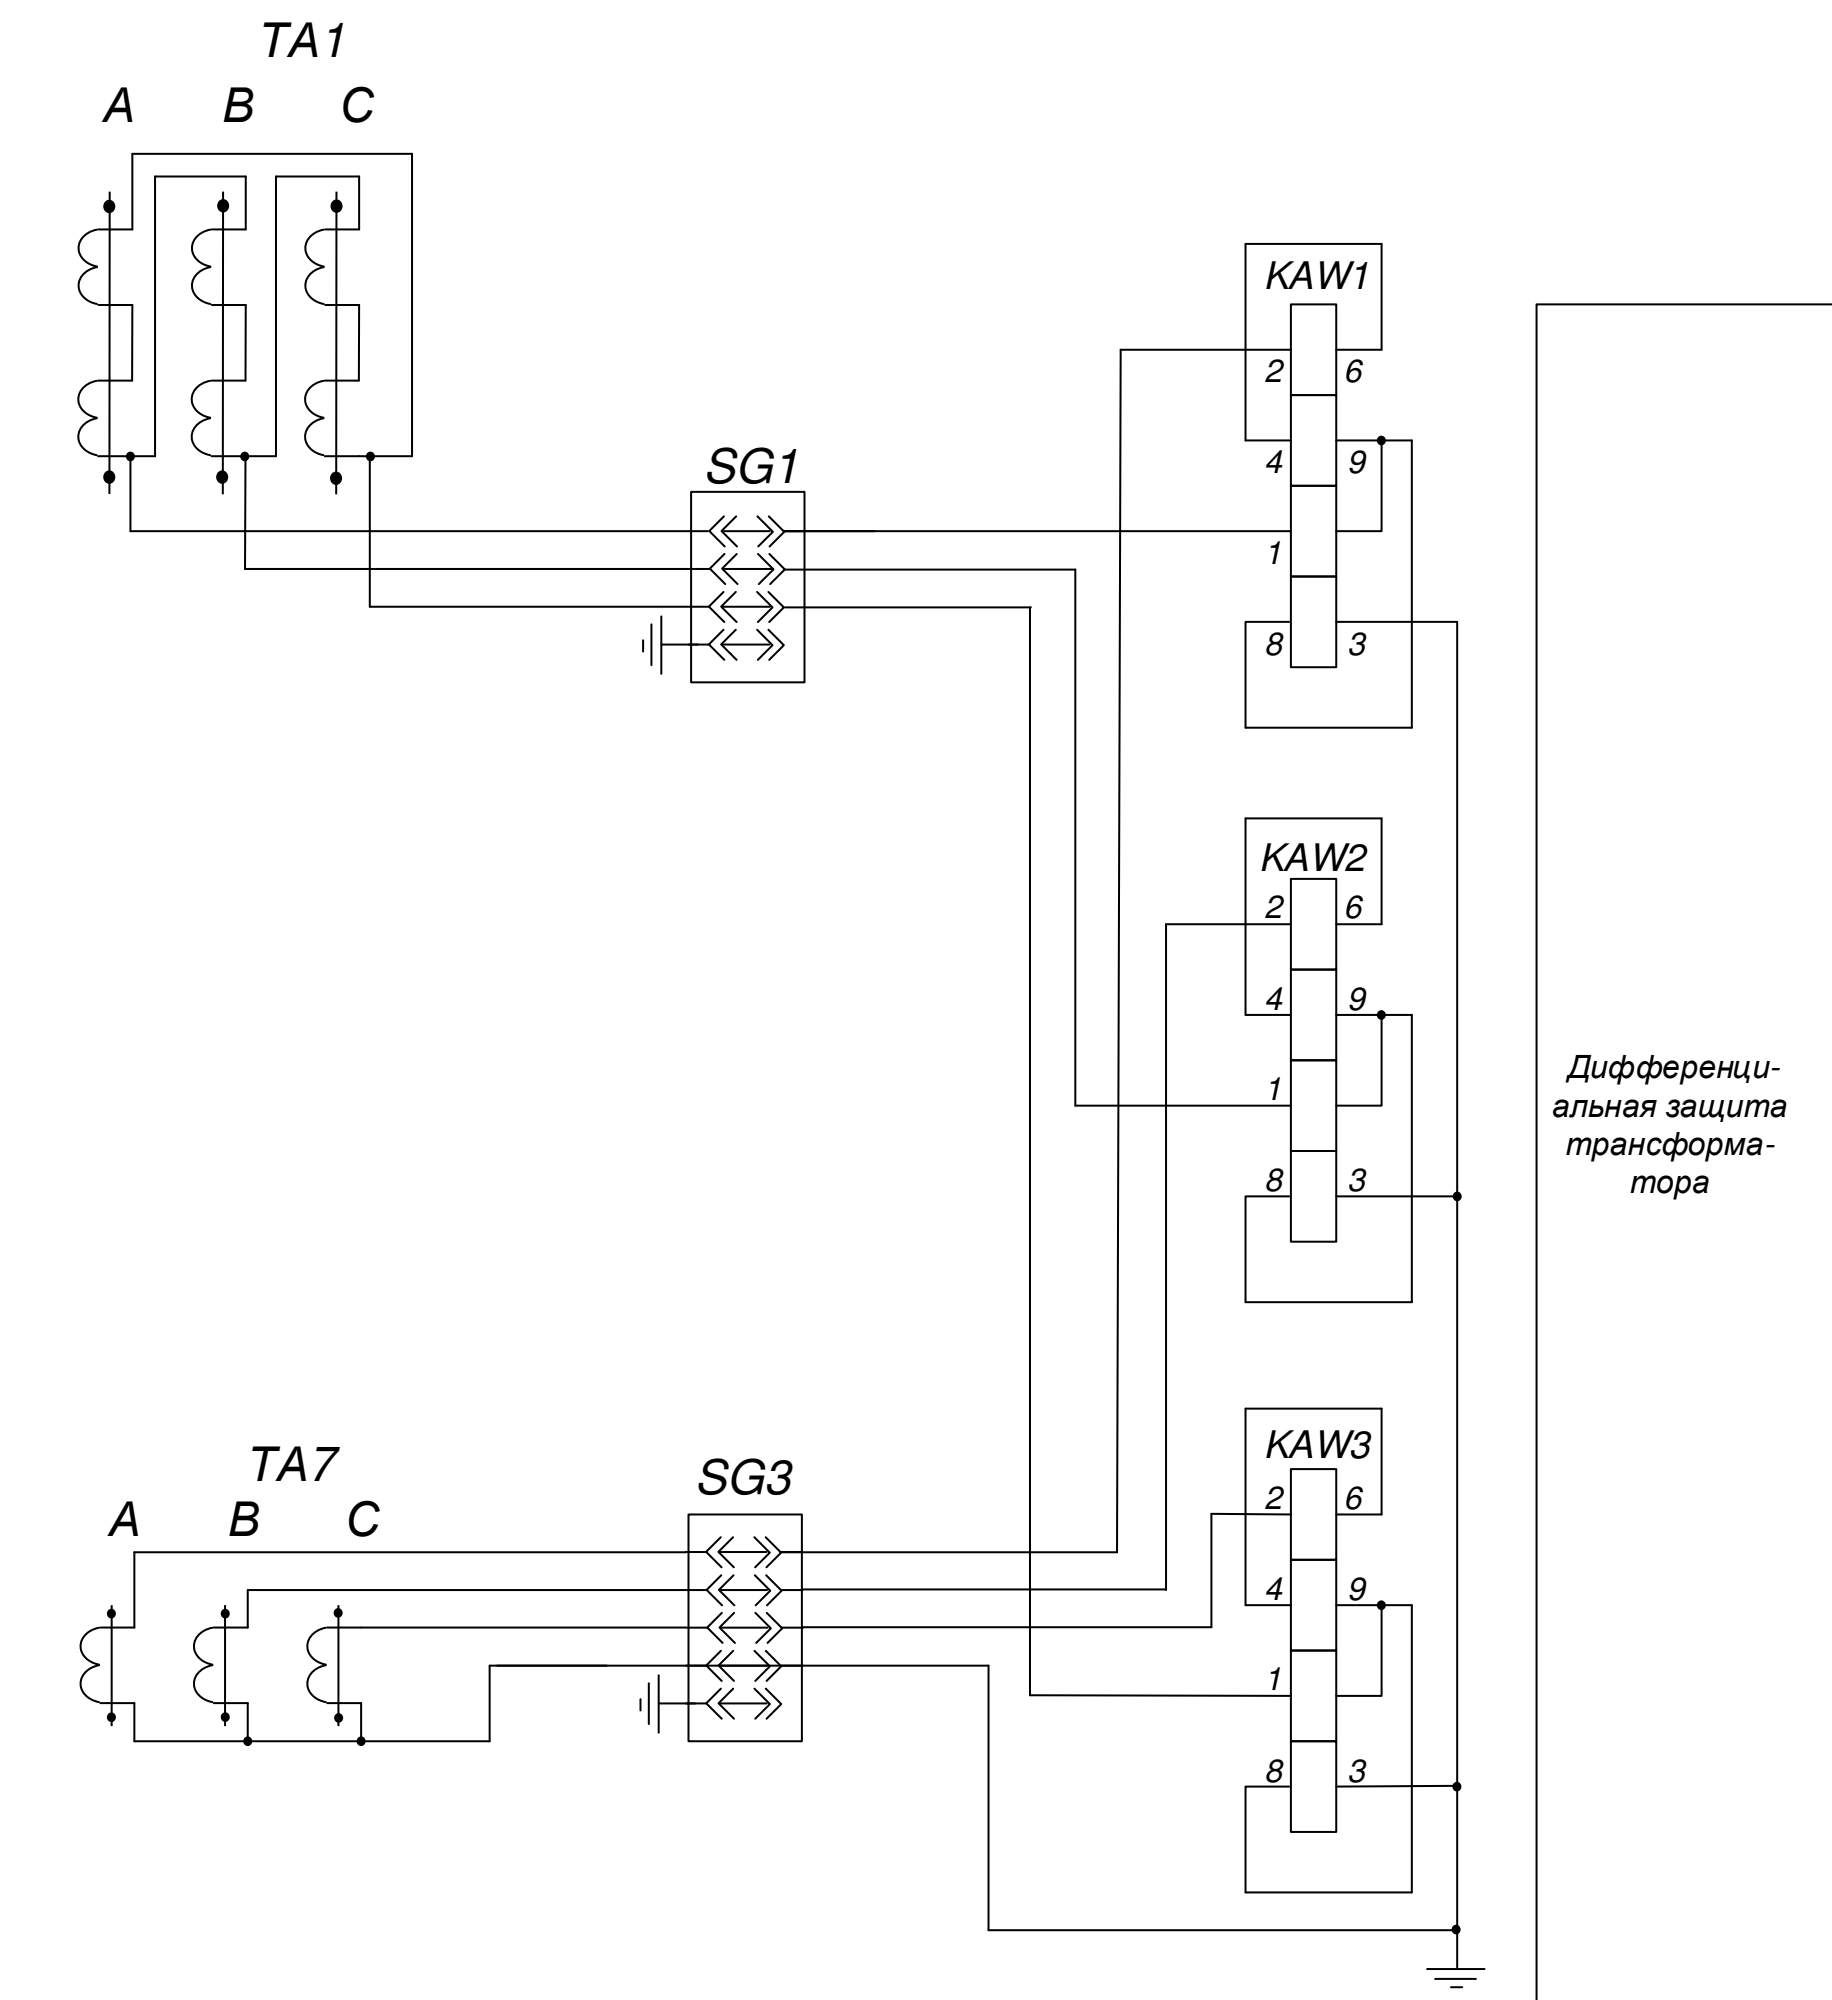 TA1
A B C
KAW1
2 6
4 9
SG1
1
8 3
KAW2
2 6
4 9
1
8 3
Дифференци-
альная защита
трансформа-
тора
TA7
A B C
SG3
KAW3
2 6
4 9
1
8 3